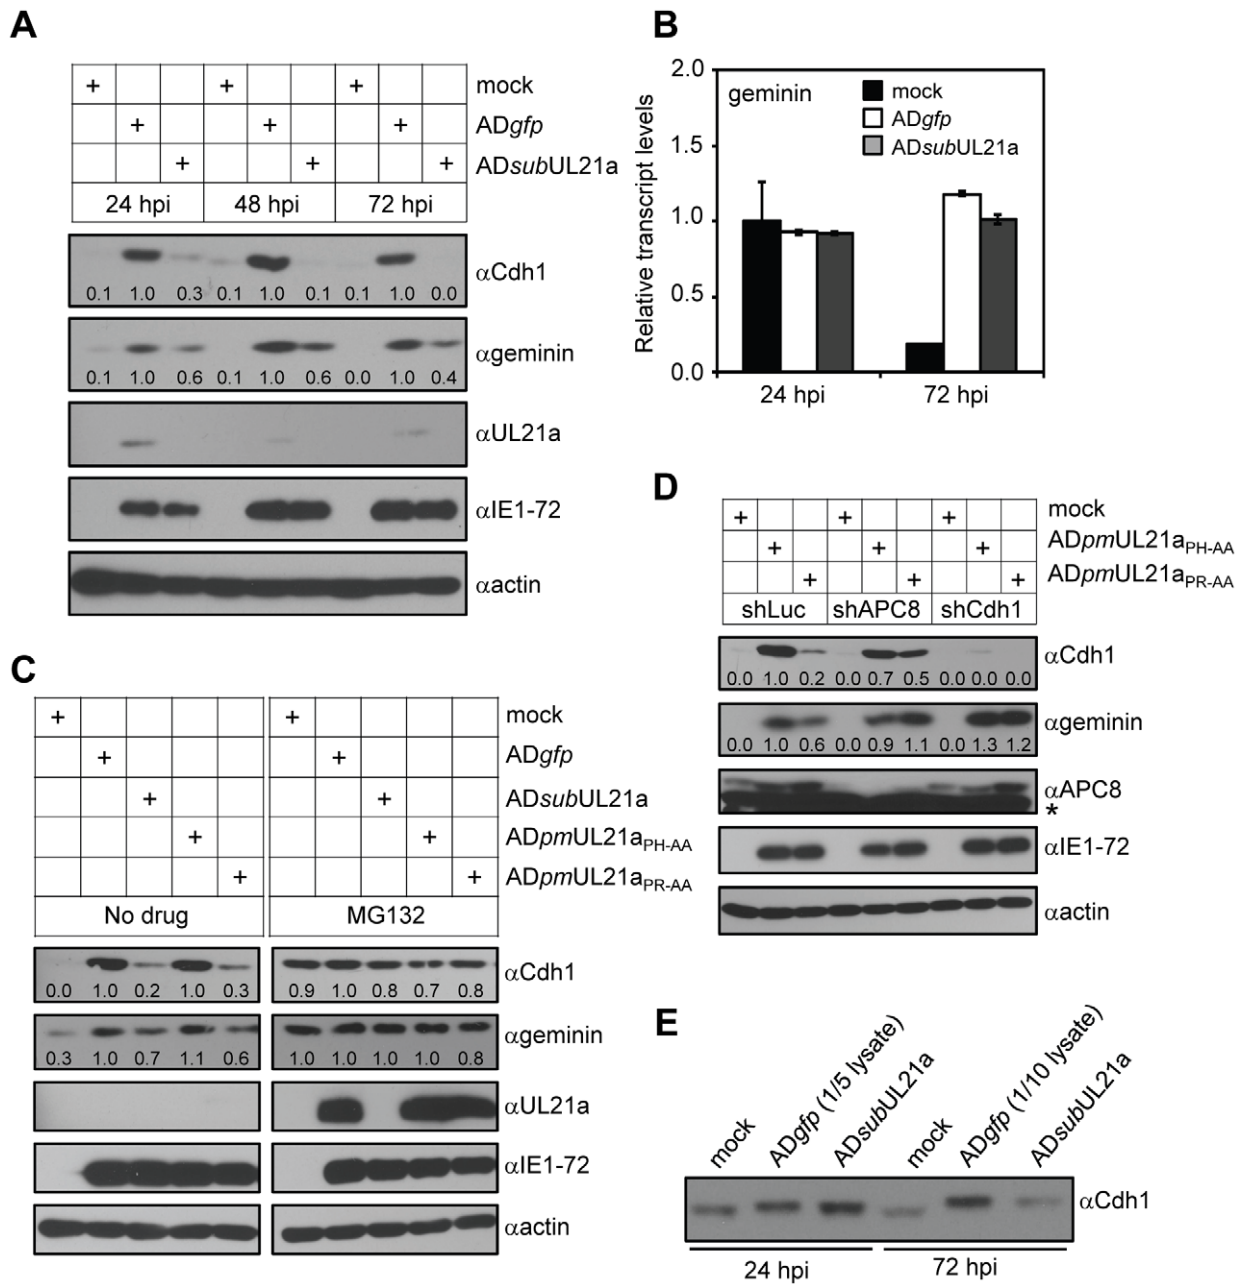 A
+ + + mock
+ + + ADgfp
+ + + ADsubUL21a
24 hpi 48 hpi 72 hpi
αCdh1
0.1 1.0 0.3 0.1 1.0 0.1 0.1 1.0 0.0
αgeminin
0.1 1.0 0.6 0.1 1.0 0.6 0.0 1.0 0.4
αUL21a
αIE1-72
αactin
B
Relative transcript levels
2.0
1.5
1.0
0.5
0.0
geminin
mock
ADgfp
ADsubUL21a
24 hpi 72 hpi
C
+ + mock
+ + ADgfp
+ + ADsubUL21a
+ + ADpmUL21aPH-AA
+ + ADpmUL21aPR-AA
No drug MG132
αCdh1
0.0 1.0 0.2 1.0 0.3 0.9 1.0 0.8 0.7 0.8
αgeminin
0.3 1.0 0.7 1.1 0.6 1.0 1.0 1.0 1.0 0.8
αUL21a
αIE1-72
αactin
D
+ + + mock
+ + + ADpmUL21aPH-AA
+ + + ADpmUL21aPR-AA
shLuc shAPC8 shCdh1
αCdh1
0.0 1.0 0.2 0.0 0.7 0.5 0.0 0.0 0.0
αgeminin
0.0 1.0 0.6 0.0 0.9 1.1 0.0 1.3 1.2
αAPC8
*
αIE1-72
αactin
E
mock
ADgfp (1/5 lysate)
ADsubUL21a
mock
ADgfp (1/10 lysate)
ADsubUL21a
αCdh1
24 hpi 72 hpi